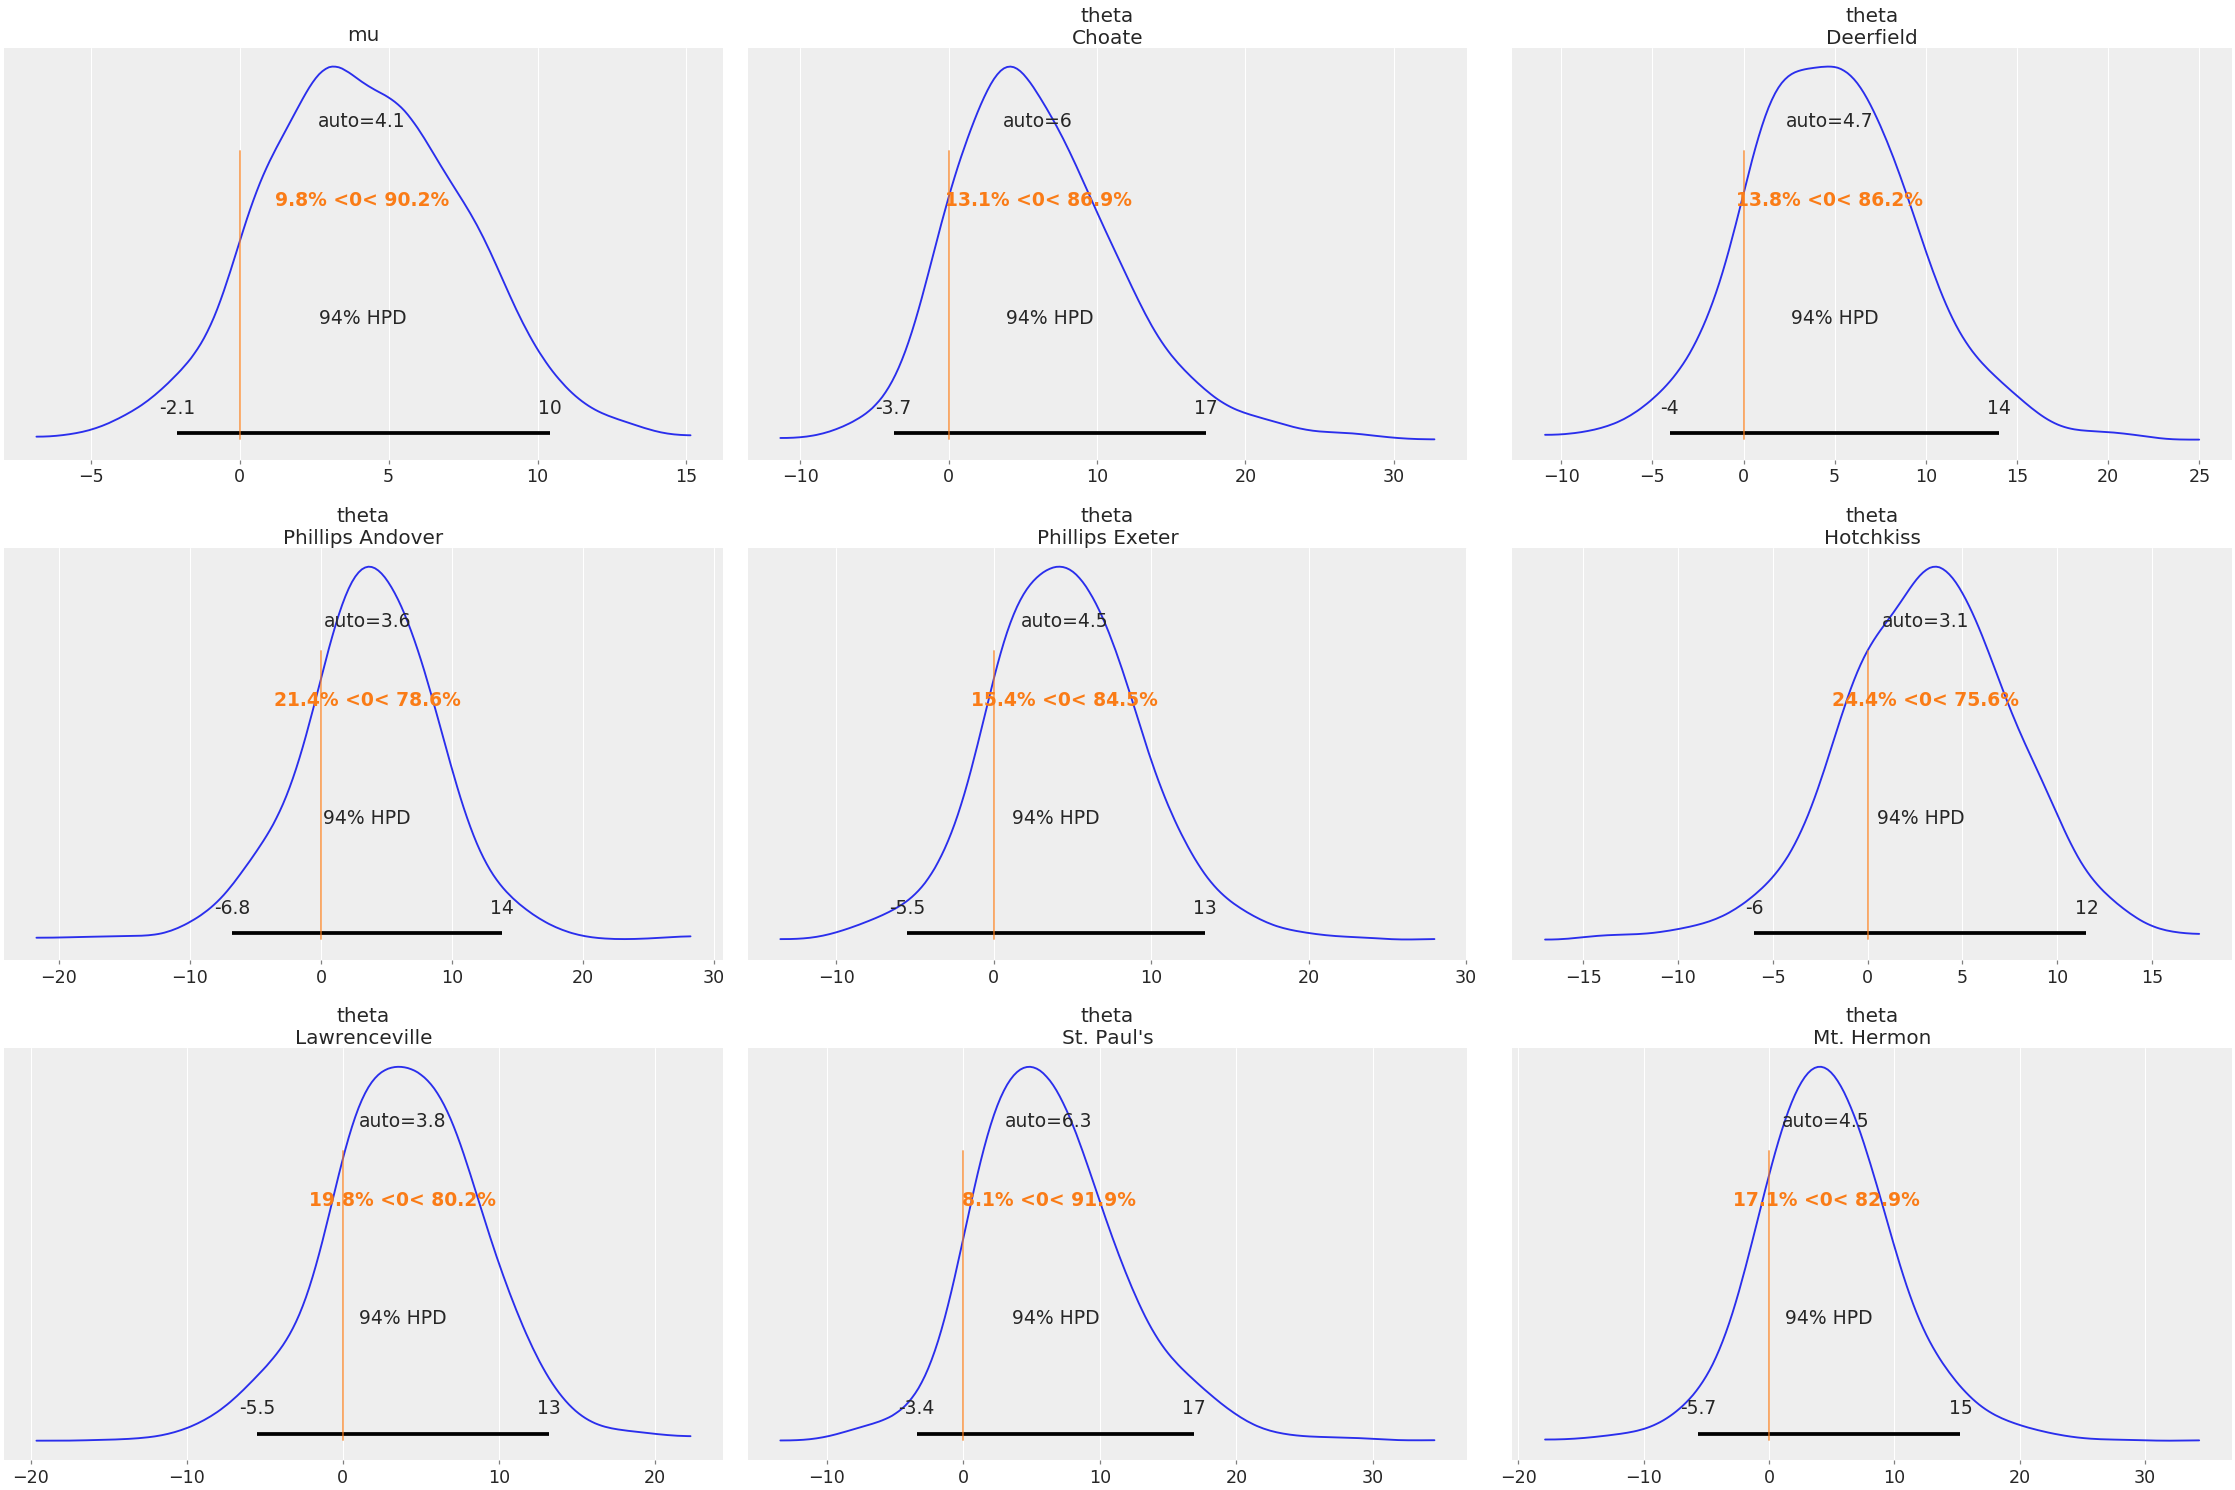 mu
auto=4.1
9.8% <0< 90.2%
94% HPD
-2.1 10
−5 0 5 10 15
theta
Choate
auto=6
13.1% <0< 86.9%
94% HPD
-3.7 17
−10 0 10 20 30
theta
Deerfield
auto=4.7
13.8% <0< 86.2%
94% HPD
-4 14
−10 −5 0 5 10 15 20 25
theta
Phillips Andover
auto=3.6
21.4% <0< 78.6%
94% HPD
-6.8 14
−20 −10 0 10 20 30
theta
Phillips Exeter
auto=4.5
15.4% <0< 84.5%
94% HPD
-5.5 13
−10 0 10 20 30
theta
Hotchkiss
auto=3.1
24.4% <0< 75.6%
94% HPD
-6 12
−15 −10 −5 0 5 10 15
theta
Lawrenceville
auto=3.8
19.8% <0< 80.2%
94% HPD
-5.5 13
−20 −10 0 10 20
theta
St. Paul's
auto=6.3
8.1% <0< 91.9%
94% HPD
-3.4 17
−10 0 10 20 30
theta
Mt. Hermon
auto=4.5
17.1% <0< 82.9%
94% HPD
-5.7 15
−20 −10 0 10 20 30